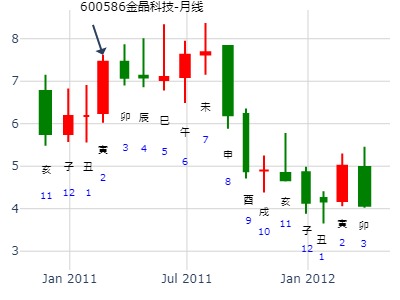 600586金晶科技-月线
8
7
6
5
4
3
亥
11
子
12
丑
1
寅
2
卯
3
辰
4
巳
5
午
6
未
7
申
8
酉
9
戌
10
亥
11
子
12
丑
1
寅
2
卯
3
Jan 2011
Jul 2011
Jan 2012